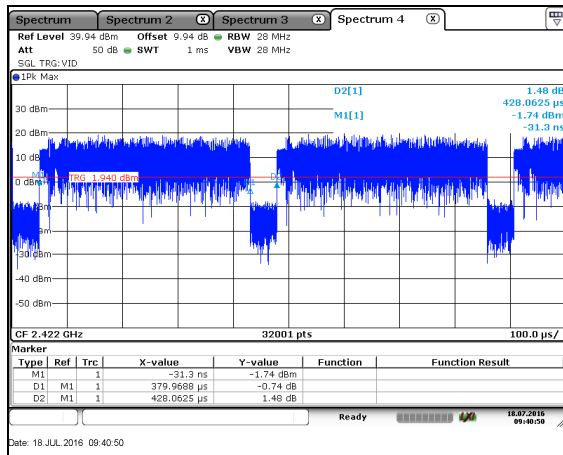 Spectrum Spectrum 2 X Spectrum 3 X Spectrum 4 X
Ref Level 39.94 dBm Offset 9.94 dB RBW 28 MHz
Att 50 dB SWT 1 ms VBW 28 MHz
SGL TRG:VID
1Pk Max
D2[1] 1.48 dB
428.0625 µs
M1[1] -1.74 dBm
-31.3 ns
30 dBm
20 dBm
10 dBm
M1
TRG 1.940 dBm
0 dBm
-40 dBm
-50 dBm
CF 2.422 GHz 32001 pts 100.0 µs/
Marker
Type Ref Trc X-value Y-value Function Function Result
M1 1 -31.3 ns -1.74 dBm
D1 M1 1 379.9688 µs -0.74 dB
D2 M1 1 428.0625 µs 1.48 dB
Ready 18.07.2016
09:40:50
Date: 18.JUL.2016 09:40:50